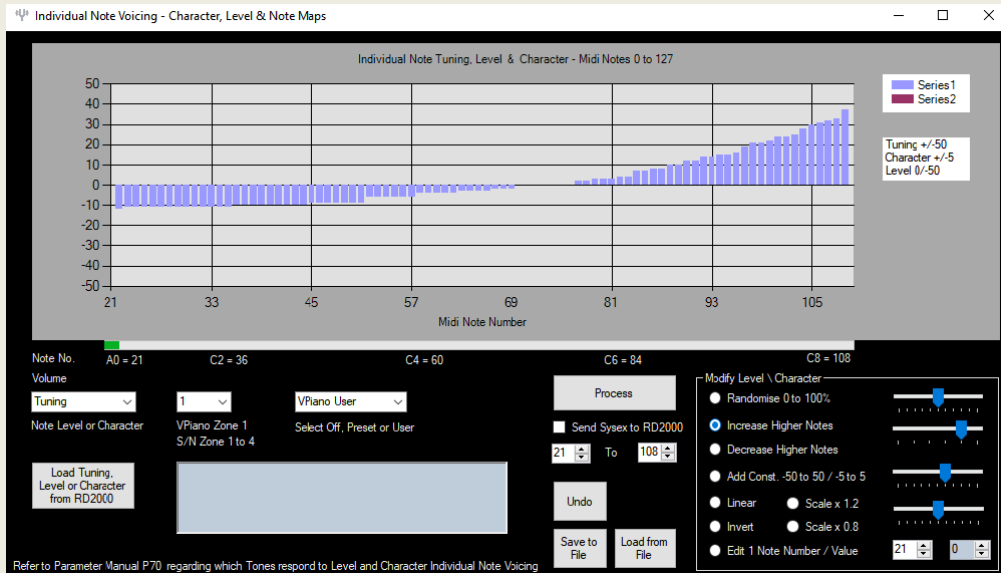 Individual Note Voicing - Character, Level & Note Maps
Individual Note Tuning, Level & Character - Midi Notes 0 to 127
50
40
30
20
10
0
-10
-20
-30
-40
-50
21 33 45 57 69 81 93 105
Midi Note Number
Series1
Series2
Tuning +/-50
Character +/-5
Level 0/-50
Note No. A0 = 21 C2 = 36 C4 = 60 C6 = 84 C8 = 108
Volume
Tuning
1
VPiano User
Note Level or Character
VPiano Zone 1
S/N Zone 1 to 4
Select Off, Preset or User
Load Tuning,
Level or Character
from RD2000
Process
Send Sysex to RD2000
21 To 108
Undo
Save to
File
Load from
File
Modify Level \ Character
Randomise 0 to 100%
Increase Higher Notes
Decrease Higher Notes
Add Const. -50 to 50 / -5 to 5
Linear Scale x 1.2
Invert Scale x 0.8
Edit 1 Note Number / Value 21 0
Refer to Parameter Manual P70 regarding which Tones respond to Level and Character Individual Note Voicing